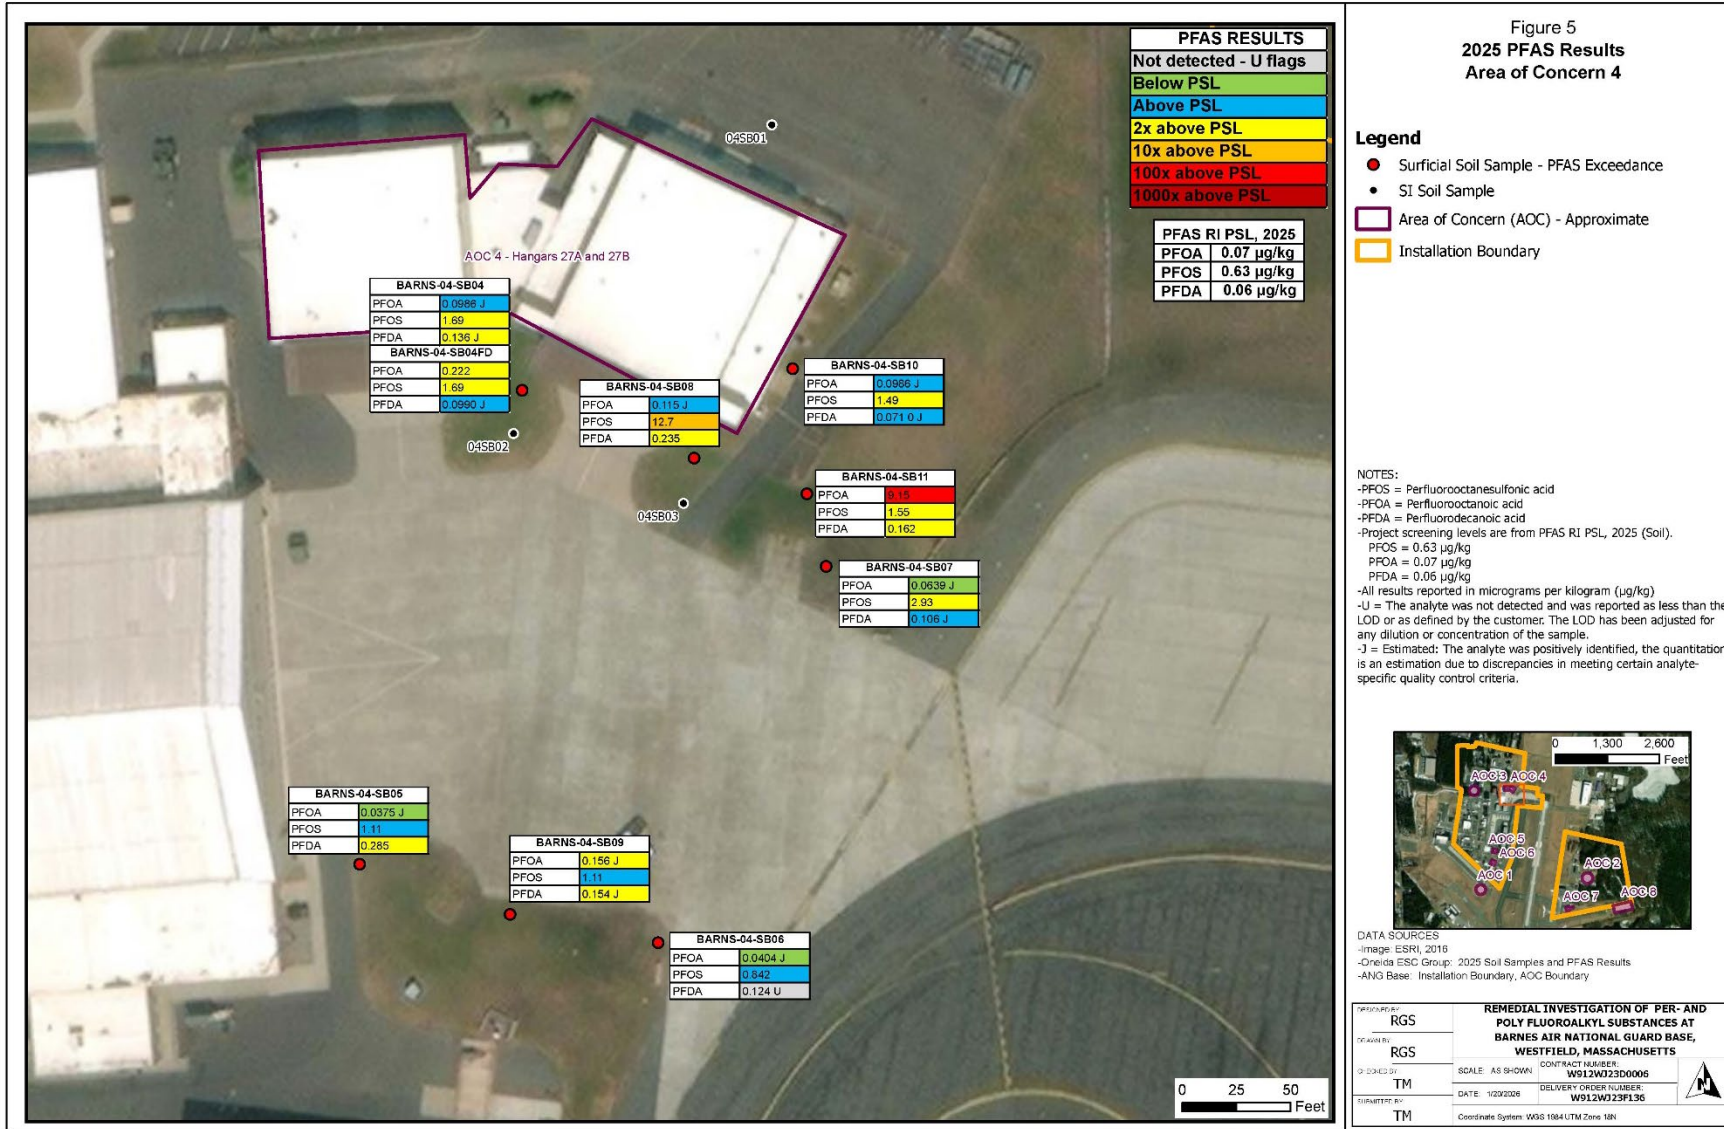 Figure 5
2025 PFAS Results
Area of Concern 4
PFAS RESULTS
Not detected - U flags
Below PSL
Above PSL
2x above PSL
10x above PSL
100x above PSL
1000x above PSL
PFAS RI PSL, 2025
PFOA 0.07 µg/kg
PFOS 0.63 µg/kg
PFDA 0.06 µg/kg
04SB01
AOC 4 - Hangars 27A and 27B
BARNS-04-SB04
PFOA 0.0986 J
PFOS 1.69
PFDA 0.136 J
BARNS-04-SB04FD
PFOA 0.222
PFOS 1.69
PFDA 0.0990 J
04SB02
BARNS-04-SB08
PFOA 0.115 J
PFOS 12.7
PFDA 0.235
04SB03
BARNS-04-SB10
PFOA 0.0986 J
PFOS 1.49
PFDA 0.071 0 J
BARNS-04-SB11
PFOA 9.15
PFOS 1.55
PFDA 0.162
BARNS-04-SB07
PFOA 0.0639 J
PFOS 2.93
PFDA 0.106 J
BARNS-04-SB05
PFOA 0.0375 J
PFOS 1.11
PFDA 0.285
BARNS-04-SB09
PFOA 0.156 J
PFOS 1.11
PFDA 0.154 J
BARNS-04-SB06
PFOA 0.0404 J
PFOS 0.842
PFDA 0.124 U
0 25 50
Feet
Legend
Surficial Soil Sample - PFAS Exceedance
SI Soil Sample
Area of Concern (AOC) - Approximate
Installation Boundary
NOTES:
-PFOS = Perfluorooctanesulfonic acid
-PFOA = Perfluorooctanoic acid
-PFDA = Perfluorodecanoic acid
-Project screening levels are from PFAS RI PSL, 2025 (Soil).
PFOS = 0.63 µg/kg
PFOA = 0.07 µg/kg
PFDA = 0.06 µg/kg
-All results reported in micrograms per kilogram (µg/kg)
-U = The analyte was not detected and was reported as less than the
LOD or as defined by the customer. The LOD has been adjusted for
any dilution or concentration of the sample.
-J = Estimated: The analyte was positively identified, the quantitation
is an estimation due to discrepancies in meeting certain analyte-
specific quality control criteria.
0 1,300 2,600
Feet
AOC 3
AOC 4
AOC 5
AOC 6
AOC 1
AOC 2
AOC 7
AOC 8
DATA SOURCES
-Image: ESRI, 2016
-Oneida ESC Group: 2025 Soil Samples and PFAS Results
-ANG Base: Installation Boundary, AOC Boundary
DESIGNED BY
RGS
DRAWN BY
RGS
CHECKED BY
TM
SUBMITTED BY
TM
REMEDIAL INVESTIGATION OF PER- AND
POLY FLUOROALKYL SUBSTANCES AT
BARNES AIR NATIONAL GUARD BASE,
WESTFIELD, MASSACHUSETTS
SCALE: AS SHOWN
CONTRACT NUMBER:
W912WJ23D0006
DATE: 1/20/2026
DELIVERY ORDER NUMBER:
W912WJ23F136
Coordinate System: WGS 1984 UTM Zone 18N
N